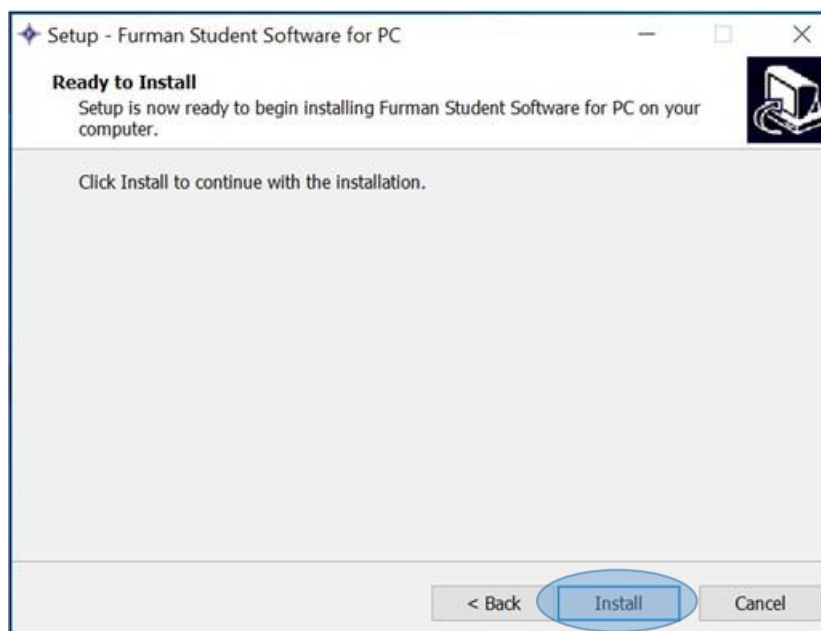 Setup - Furman Student Software for PC
Ready to Install
Setup is now ready to begin installing Furman Student Software for PC on your
computer.
Click Install to continue with the installation.
< Back
Install
Cancel